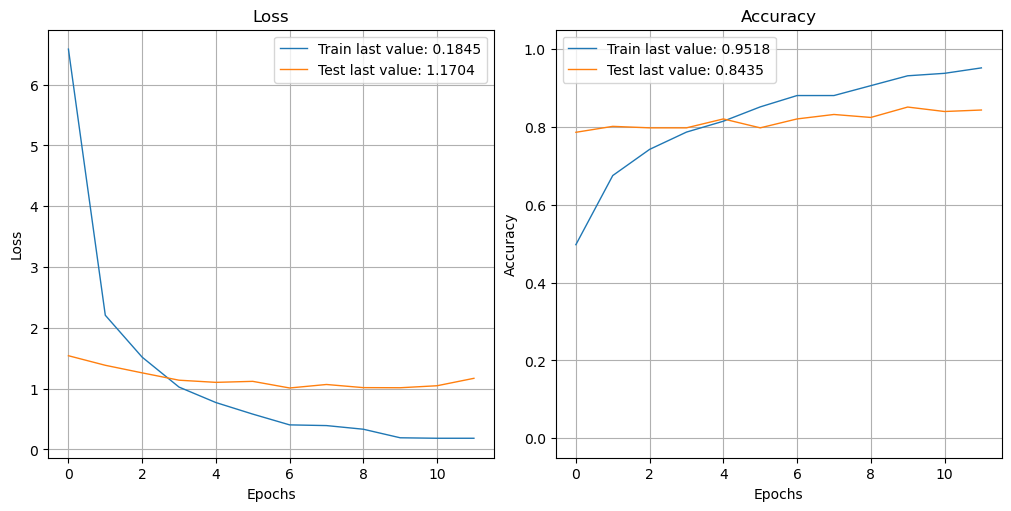 Loss
Train last value: 0.1845
Test last value: 1.1704
6
5
4
3
2
1
0
Loss
0
2
4
6
8
10
Epochs
Accuracy
Train last value: 0.9518
Test last value: 0.8435
1.0
0.8
0.6
0.4
0.2
0.0
Accuracy
0
2
4
6
8
10
Epochs